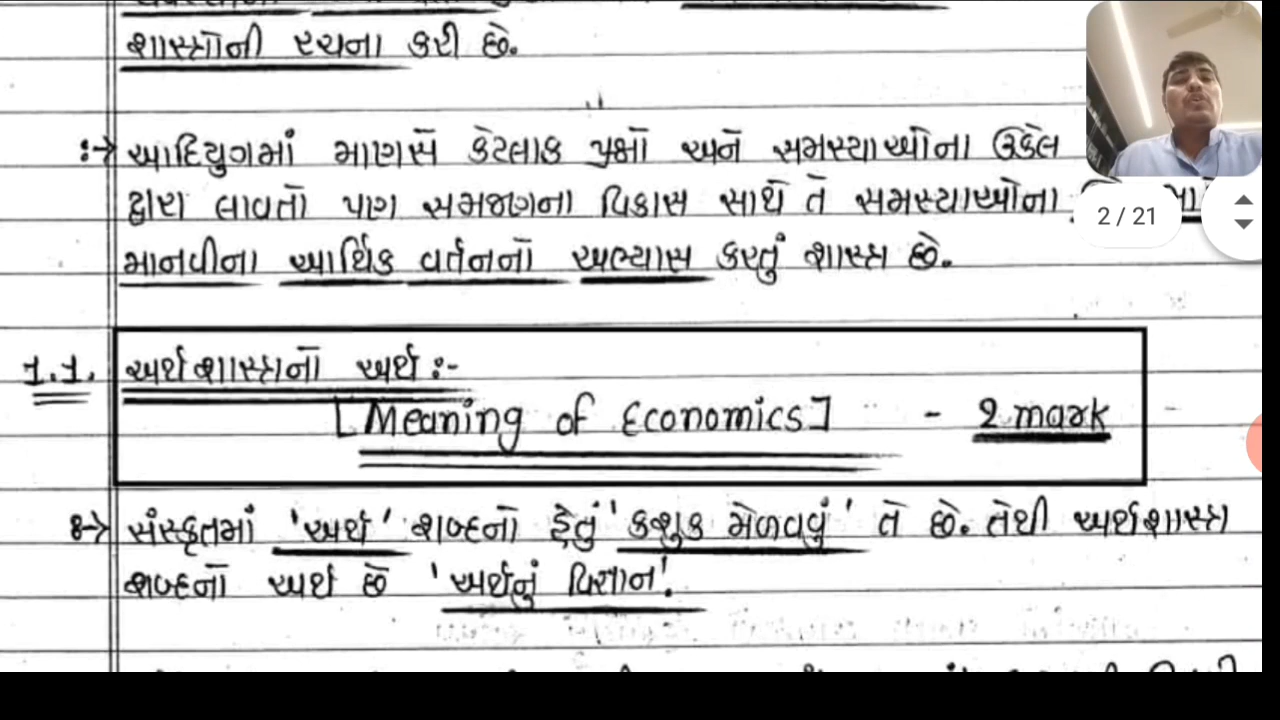 શાસ્ત્રોની રચના કરી છે.
:→ આદિયુગમાં માણસે કેટલાક પ્રશ્નો અને સમસ્યાઓના ઉકેલ
દ્વારા લાવતો પણ સમજણના વિકાસ સાથે તે સમસ્યાઓના
2 / 21
માનવીના આર્થિક વર્તનનો અભ્યાસ કરતું શાસ્ત્ર છે.
1.1. અર્થશાસ્ત્રનો અર્થ :-
[Meaning of Economics] - 2 mark
:→ સંસ્કૃતમાં 'અર્થ' શબ્દનો હેતું 'કશુક મેળવવું' તે છે. તેથી અર્થશાસ્ત્ર
શબ્દનો અર્થ છે 'અર્થનું વિજ્ઞાન'.